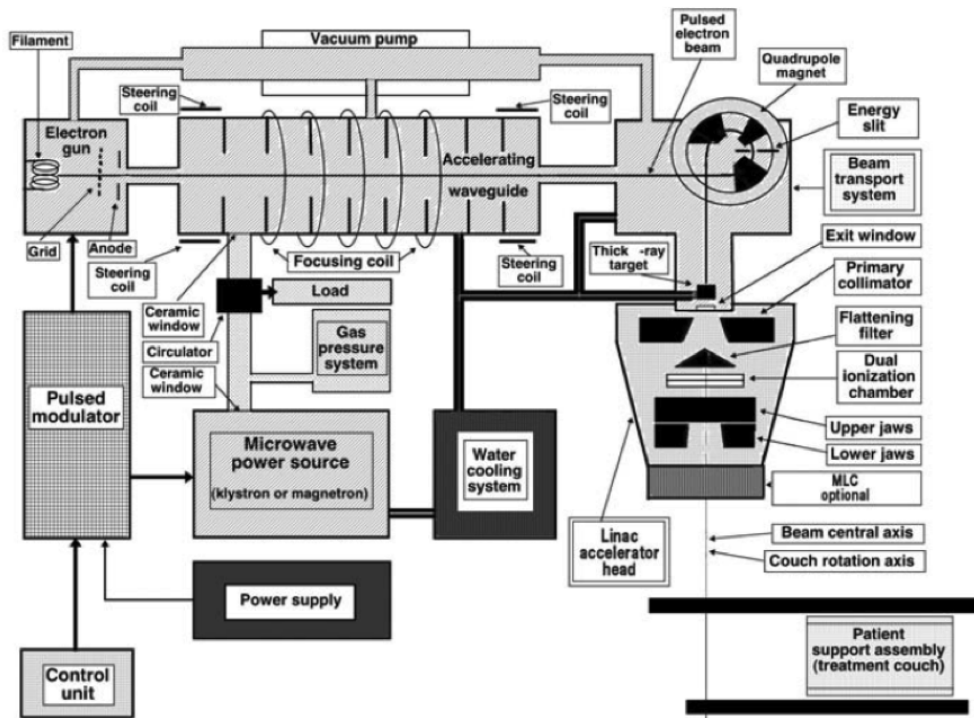 Filament
Vacuum pump
Pulsed
electron
beam
Quadrupole
magnet
Steering
coil
Steering
coil
Energy
slit
Electron
gun
Accelerating
waveguide
Beam
transport
system
Grid
Anode
Steering
coil
Focusing coil
Steering
coil
Thick -ray
target
Exit window
Primary
collimator
Ceramic
window
Load
Circulator
Gas
pressure
system
Flattening
filter
Ceramic
window
Dual
ionization
chamber
Pulsed
modulator
Microwave
power source
(klystron or magnetron)
Water
cooling
system
Upper jaws
Lower jaws
MLC
optional
Linac
accelerator
head
Beam central axis
Couch rotation axis
Power supply
Control
unit
Patient
support assembly
(treatment couch)